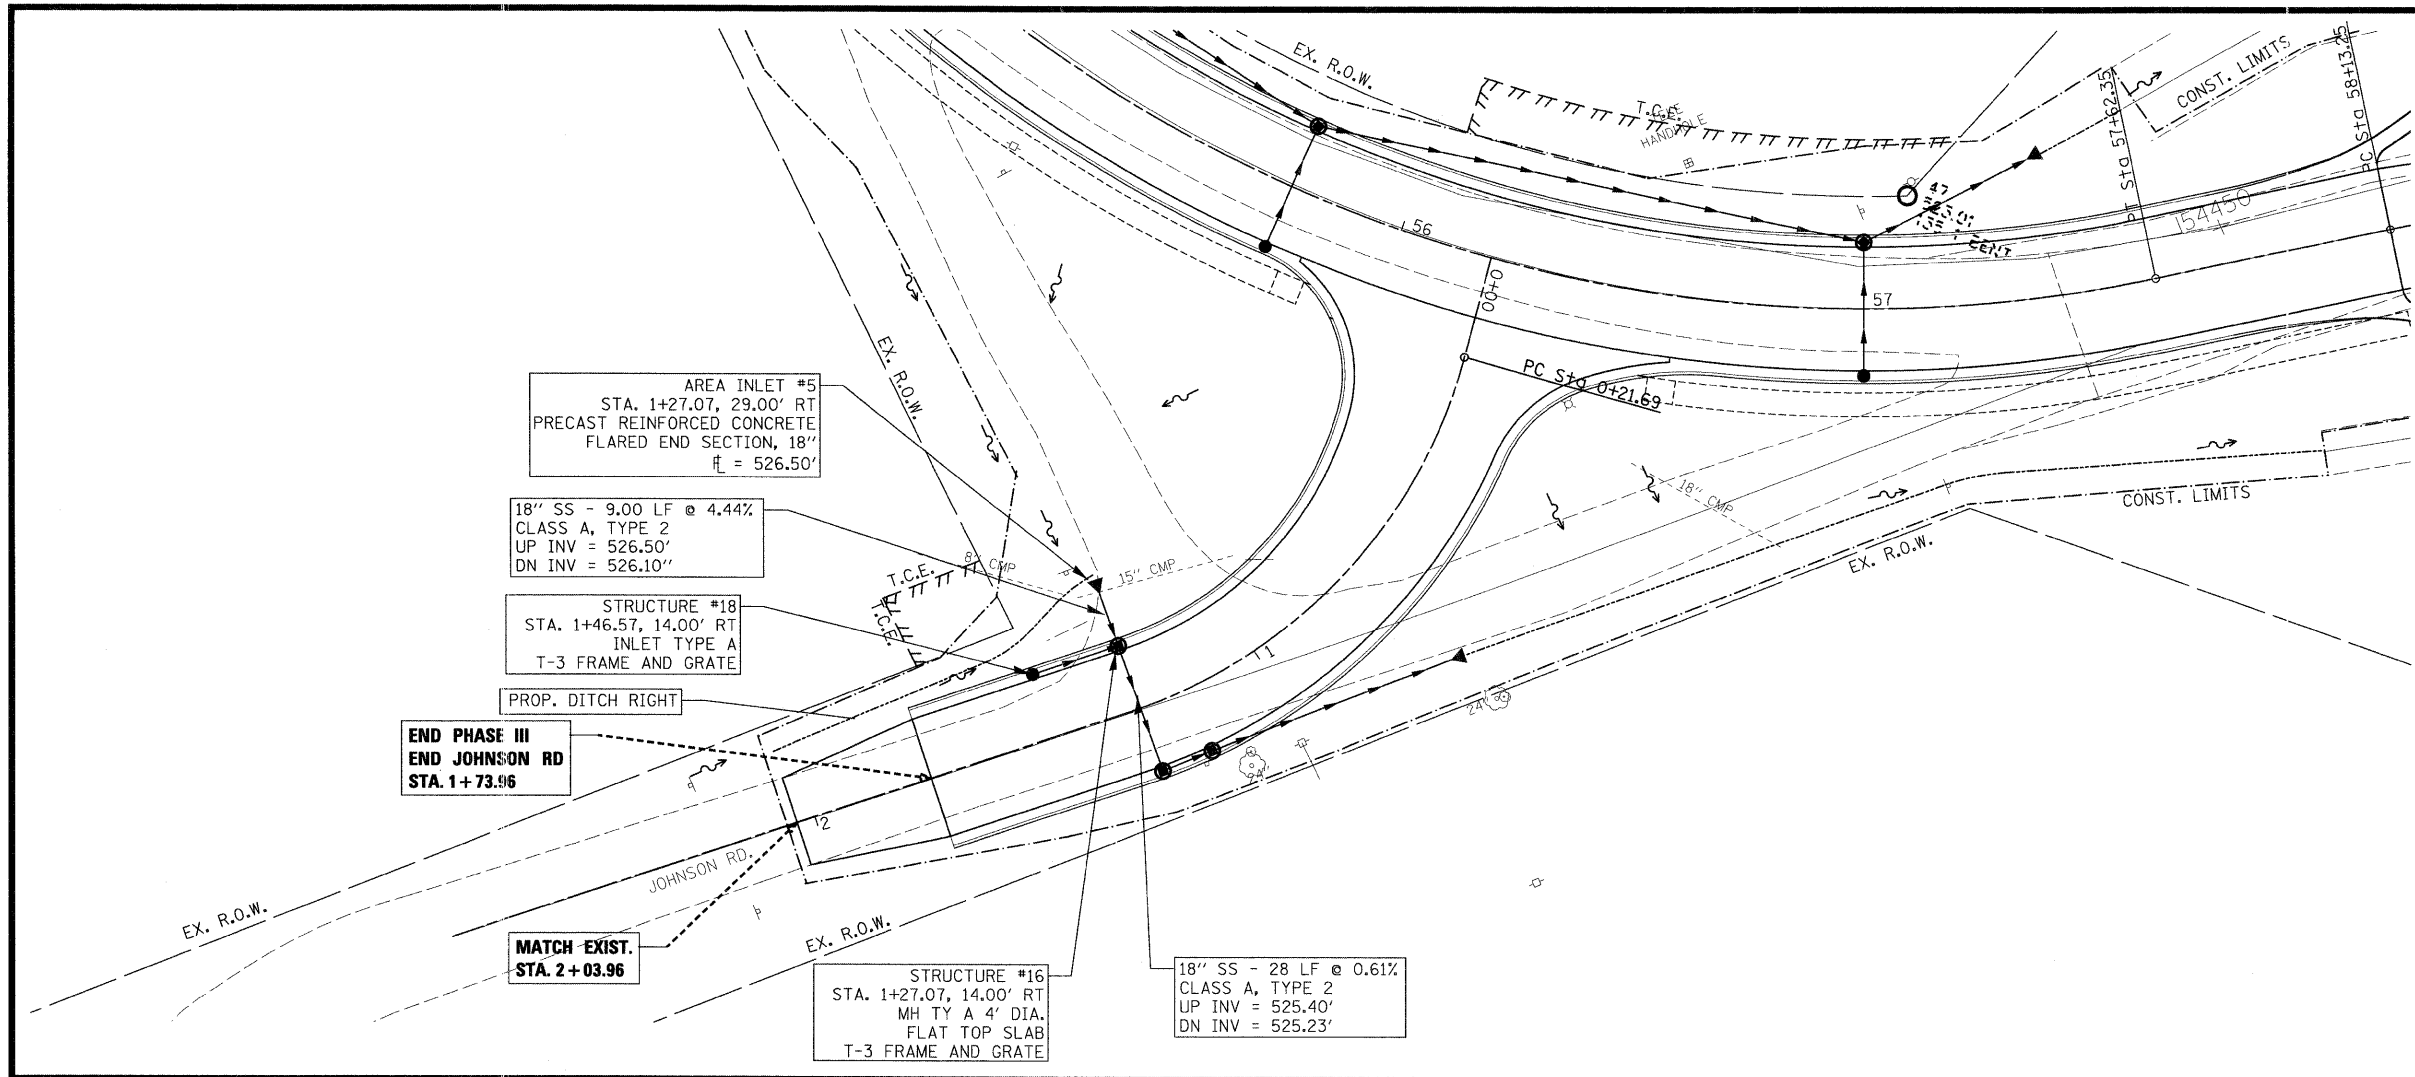 EX. R.O.W.
T.C.E.
HANDHOLE
CONST. LIMITS
PT Sta 57+62.35
PC Sta 58+13.25
154450
56
57
0+00
PC Sta 0+21.69
EX. R.O.W.
AREA INLET #5
STA. 1+27.07, 29.00' RT
PRECAST REINFORCED CONCRETE
FLARED END SECTION, 18"
FL = 526.50'
18" SS - 9.00 LF @ 4.44%
CLASS A, TYPE 2
UP INV = 526.50'
DN INV = 526.10"
STRUCTURE #18
STA. 1+46.57, 14.00' RT
INLET TYPE A
T-3 FRAME AND GRATE
PROP. DITCH RIGHT
END PHASE III
END JOHNSON RD
STA. 1+73.96
T.C.E.
T.C.E.
8" CMP
15" CMP
18" CMP
CONST. LIMITS
EX. R.O.W.
1
24"
24"
2
JOHNSON RD.
EX. R.O.W.
EX. R.O.W.
MATCH EXIST.
STA. 2+03.96
STRUCTURE #16
STA. 1+27.07, 14.00' RT
MH TY A 4' DIA.
FLAT TOP SLAB
T-3 FRAME AND GRATE
18" SS - 28 LF @ 0.61%
CLASS A, TYPE 2
UP INV = 525.40'
DN INV = 525.23'